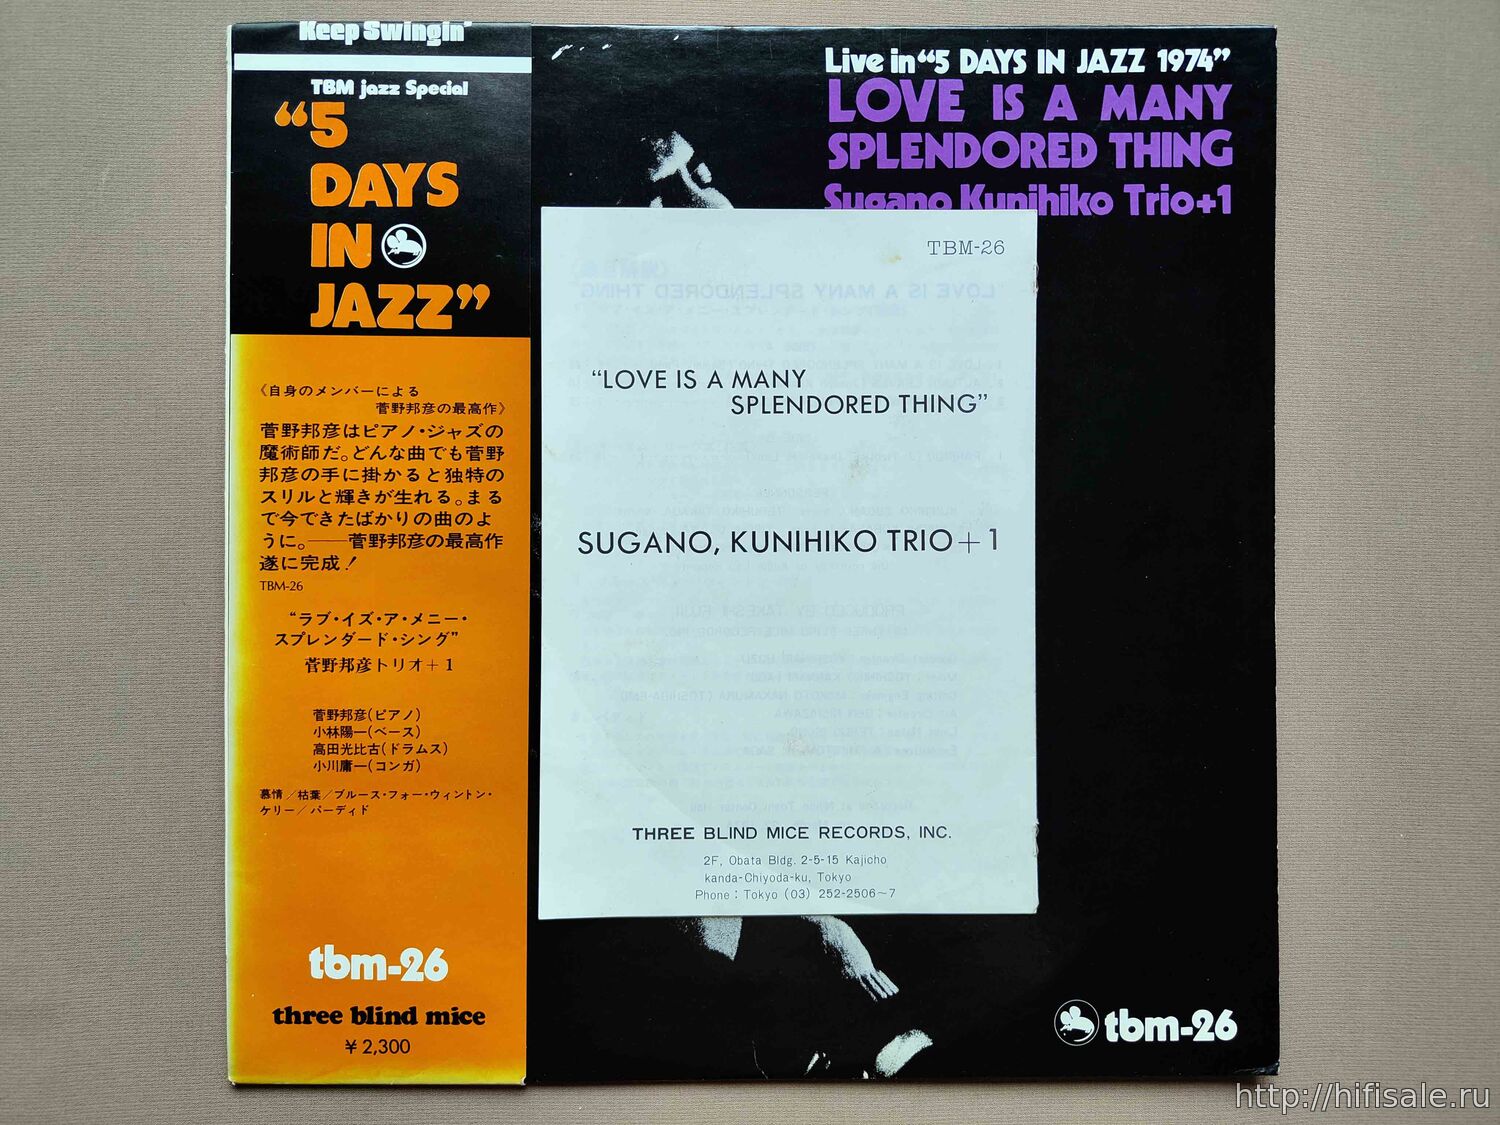 Keep Swingin'
TBM jazz Special
“5
DAYS
IN
JAZZ”
《自身のメンバーによる
菅野邦彦の最高作》
菅野邦彦はピアノ・ジャズの
魔術師だ。どんな曲でも菅野
邦彦の手に掛かると独特の
スリルと輝きが生れる。まる
で今できたばかりの曲のよ
うに。──菅野邦彦の最高作
遂に完成！
TBM-26
“ラブ・イズ・ア・メニー・
スプレンダード・シング”
菅野邦彦トリオ＋1
菅野邦彦(ピアノ)
小林陽一(ベース)
高田光比古(ドラムス)
小川庸一(コンガ)
慕情／枯葉／ブルース・フォー・ウィントン・
ケリー／パーディド
tbm-26
three blind mice
¥2,300
Live in “5 DAYS IN JAZZ 1974”
LOVE IS A MANY
SPLENDORED THING
Sugano Kunihiko Trio+1
TBM-26
“LOVE IS A MANY
SPLENDORED THING”
SUGANO, KUNIHIKO TRIO＋1
THREE BLIND MICE RECORDS, INC.
2F, Obata Bldg. 2-5-15 Kajicho
kanda-Chiyoda-ku, Tokyo
Phone : Tokyo (03) 252-2506～7
tbm-26
http://hifisale.ru